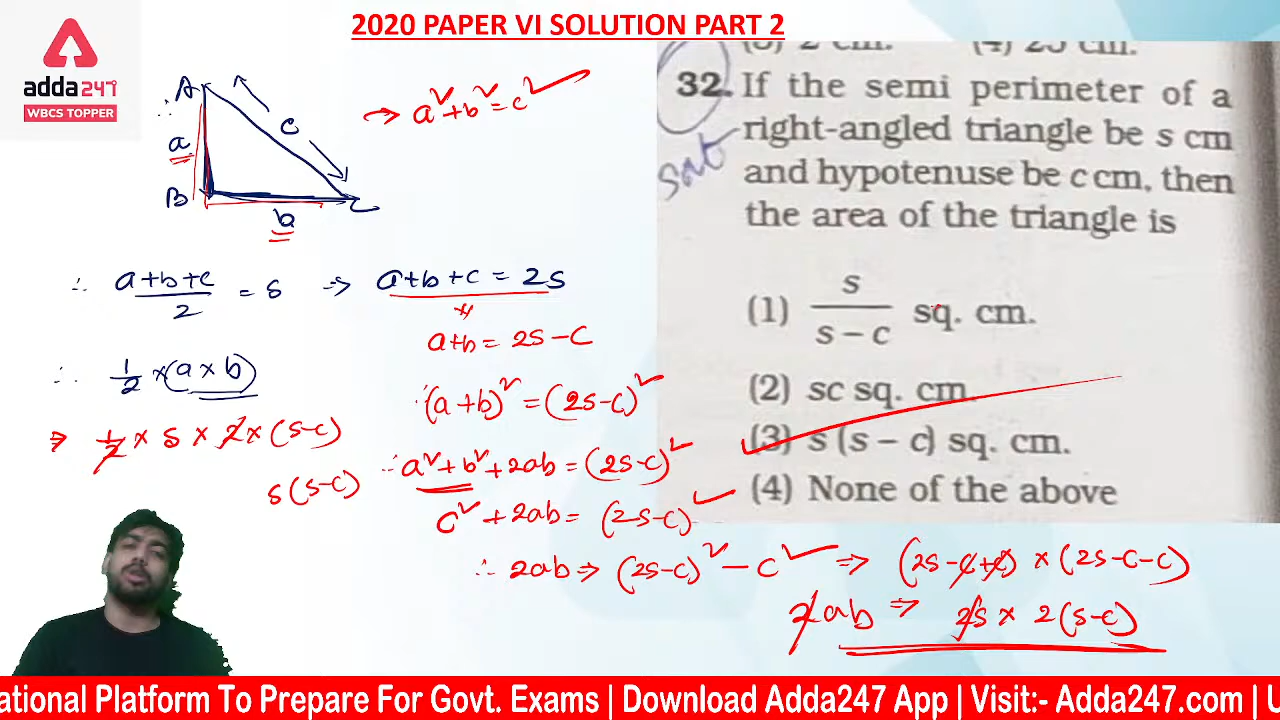 2020 PAPER VI SOLUTION PART 2
adda247
WBCS TOPPER
A
a
B
c
b
C
→ a²+b²=c²
∴ a+b+c/2 = s ⇒ a+b+c = 2s
a+b = 2s-c
∴ 1/2 × (a × b)
∴ (a+b)² = (2s-c)²
⇒ 1/2 × s × 2 × (s-c)
s(s-c)
∴ a²+b²+2ab = (2s-c)²
c²+2ab = (2s-c)²
∴ 2ab ⇒ (2s-c)² - c² ⇒ (2s-c+c) × (2s-c-c)
2ab ⇒ 2s × 2(s-c)
(4) 25 cm.
32. If the semi perimeter of a
right-angled triangle be s cm
and hypotenuse be c cm, then
the area of the triangle is
(1) s/s-c sq. cm.
(2) sc sq. cm.
(3) s (s - c) sq. cm.
(4) None of the above
ational Platform To Prepare For Govt. Exams | Download Adda247 App | Visit:- Adda247.com | U